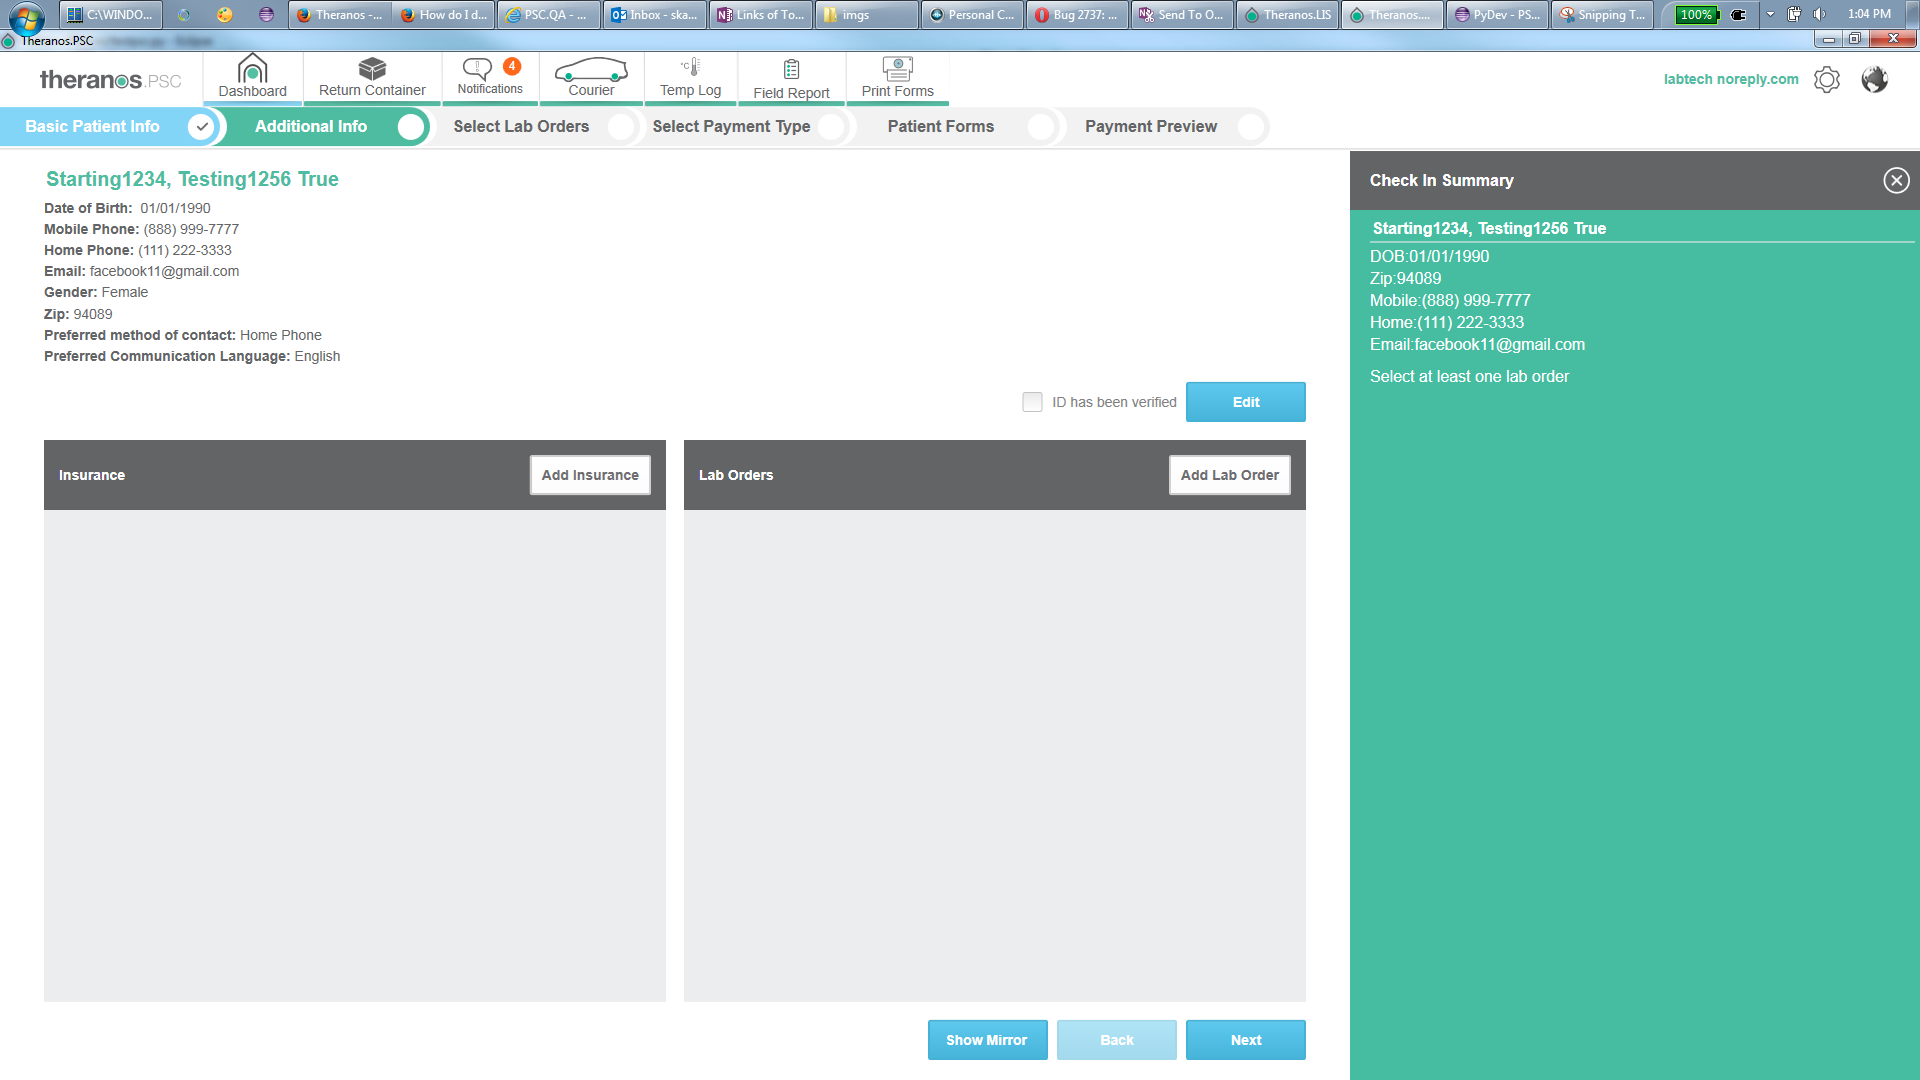 C:\WINDO...
Theranos -...
How do I d...
PSC.QA - ...
Inbox - ska...
Links of To...
imgs
Personal C...
Bug 2737: ...
Send To O...
Theranos.LIS
Theranos....
PyDev - PS...
Snipping T...
100%
1:04 PM
Theranos.PSC
theranos.PSC
Dashboard
Return Container
4
Notifications
Courier
°C
Temp Log
Field Report
Print Forms
labtech noreply.com
Basic Patient Info
Additional Info
Select Lab Orders
Select Payment Type
Patient Forms
Payment Preview
Starting1234, Testing1256 True
Date of Birth: 01/01/1990
Mobile Phone: (888) 999-7777
Home Phone: (111) 222-3333
Email: facebook11@gmail.com
Gender: Female
Zip: 94089
Preferred method of contact: Home Phone
Preferred Communication Language: English
ID has been verified
Edit
Insurance
Add Insurance
Lab Orders
Add Lab Order
Show Mirror
Back
Next
Check In Summary
Starting1234, Testing1256 True
DOB:01/01/1990
Zip:94089
Mobile:(888) 999-7777
Home:(111) 222-3333
Email:facebook11@gmail.com
Select at least one lab order